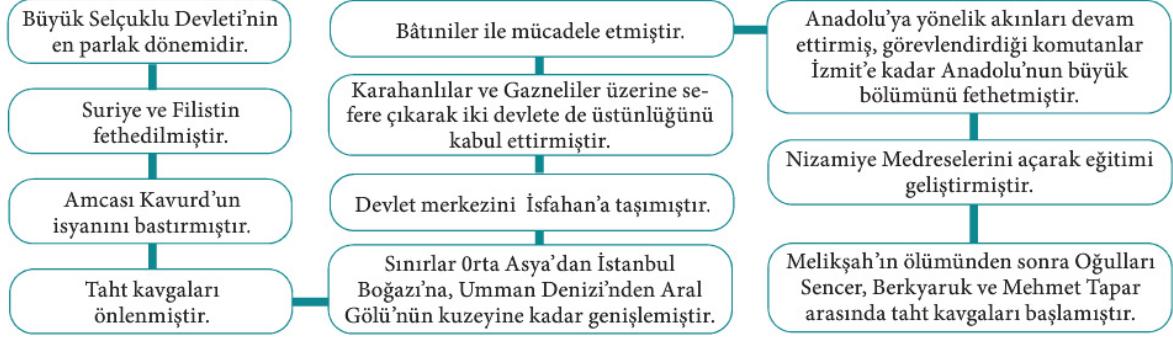 Büyük Selçuklu Devleti’nin
en parlak dönemidir.
Suriye ve Filistin
fethedilmiştir.
Amcası Kavurd’un
isyanını bastırmıştır.
Taht kavgaları
önlenmiştir.
Sınırlar 0rta Asya’dan İstanbul
Boğazı’na, Umman Denizi’nden Aral
Gölü’nün kuzeyine kadar genişlemiştir.
Devlet merkezini İsfahan’a taşımıştır.
Karahanlılar ve Gazneliler üzerine se-
fere çıkarak iki devlete de üstünlüğünü
kabul ettirmiştir.
Bâtıniler ile mücadele etmiştir.
Anadolu’ya yönelik akınları devam
ettirmiş, görevlendirdiği komutanlar
İzmit’e kadar Anadolu’nun büyük
bölümünü fethetmiştir.
Nizamiye Medreselerini açarak eğitimi
geliştirmiştir.
Melikşah’ın ölümünden sonra Oğulları
Sencer, Berkyaruk ve Mehmet Tapar
arasında taht kavgaları başlamıştır.